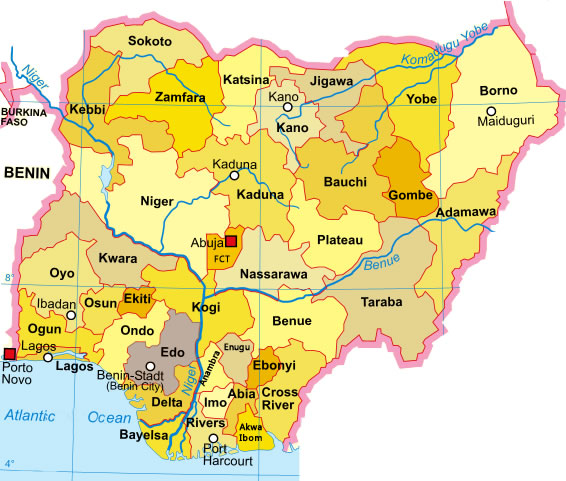 Sokoto
Niger
Komadugu Yobe
Katsina
Jigawa
Zamfara
Kebbi
Kano
Kano
Yobe
Borno
Maiduguri
BURKINA
FASO
BENIN
Kaduna
Kaduna
Bauchi
Gombe
Niger
Adamawa
Abuja
FCT
Plateau
Kwara
Nassarawa
Benue
Oyo
8°
Taraba
Ibadan
Osun
Ekiti
Kogi
Ogun
Ondo
Benue
Lagos
Lagos
Edo
Enugu
Anambra
Porto
Novo
Benin-Stadt
(Benin City)
Niger
Ebonyi
Delta
Imo
Abia
Cross
River
Atlantic Ocean
Bayelsa
Rivers
Akwa
Ibom
Port
Harcourt
4°